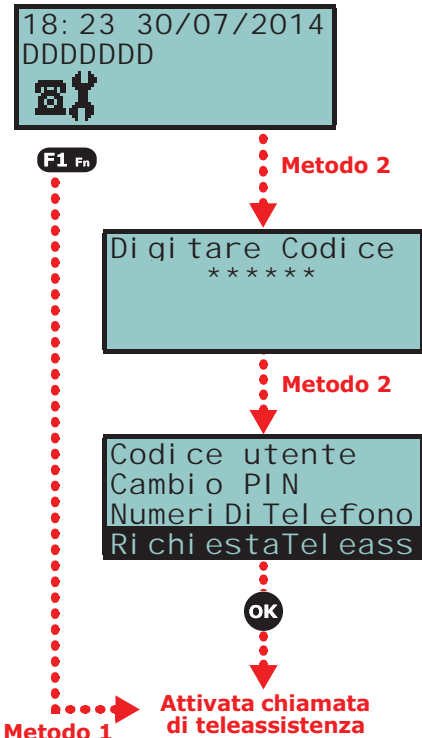 18:23 30/07/2014
DDDDDDD
F1 Fn
Metodo 2
Digitare Codice
******
Metodo 2
Codice utente
Cambio PIN
NumeriDiTelefono
RichiestaTeleass
OK
Attivata chiamata
di teleassistenza
Metodo 1